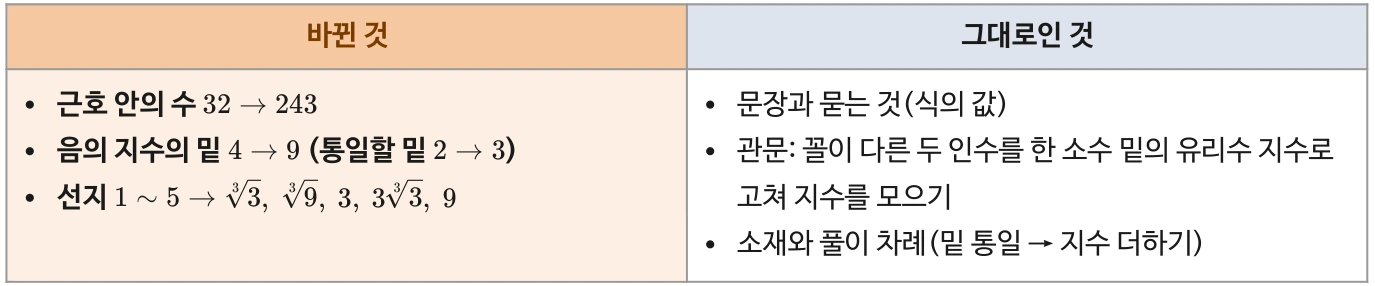 바뀐 것
그대로인 것
• 근호 안의 수 32 → 243
• 음의 지수의 밑 4 → 9 (통일할 밑 2 → 3)
• 선지 1 ∼ 5 → ∛3, ∛9, 3, 3∛3, 9
• 문장과 묻는 것(식의 값)
• 관문: 꼴이 다른 두 인수를 한 소수 밑의 유리수 지수로
고쳐 지수를 모으기
• 소재와 풀이 차례(밑 통일 → 지수 더하기)